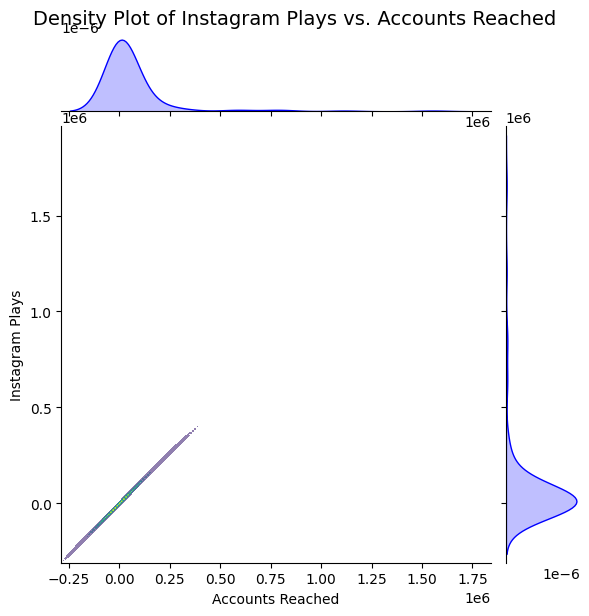 Density Plot of Instagram Plays vs. Accounts Reached
1e−6
1e6
1e6
1e6
1.5
1.0
0.5
0.0
Instagram Plays
−0.25 0.00 0.25 0.50 0.75 1.00 1.25 1.50 1.75
1e−6
1e6
Accounts Reached